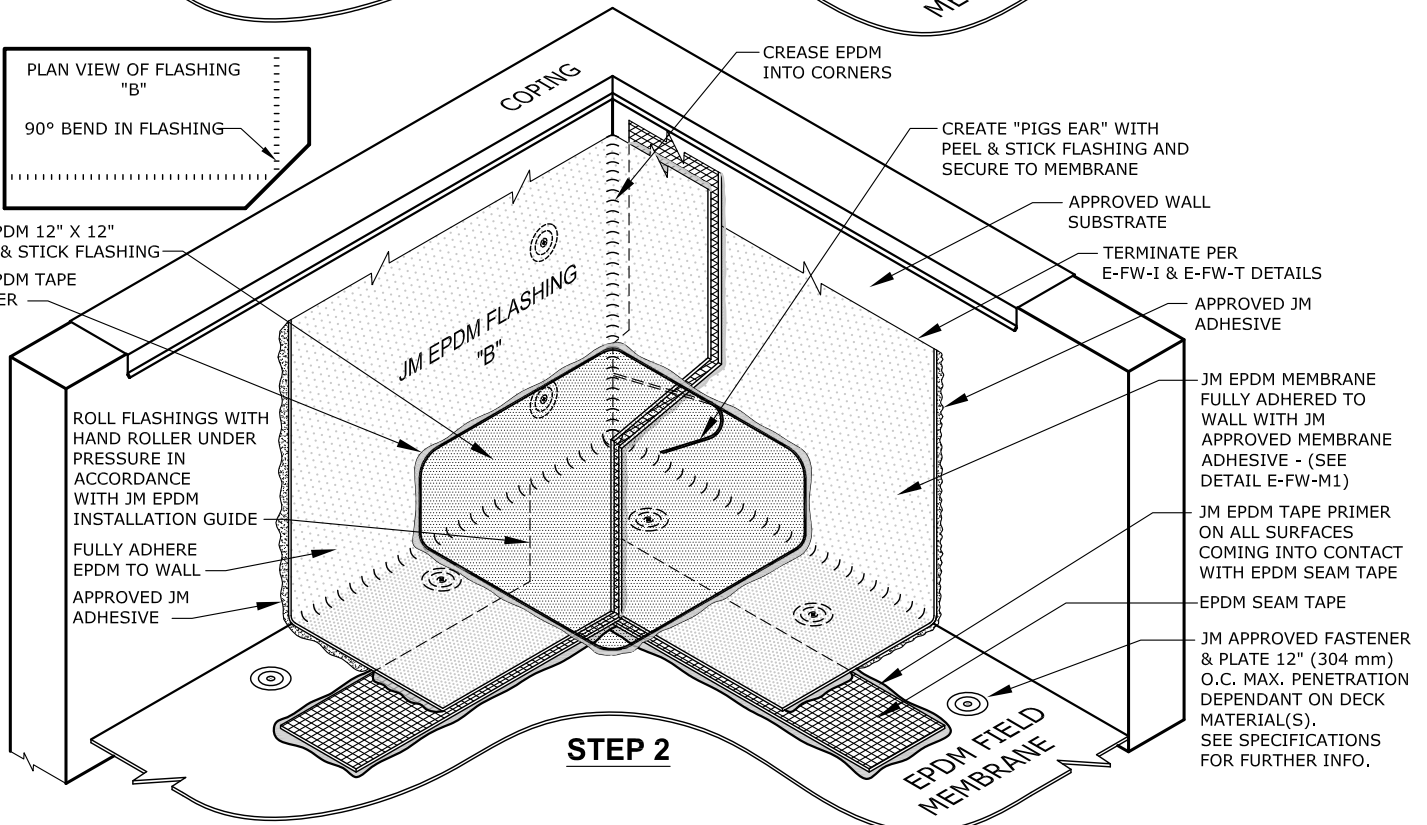 PLAN VIEW OF FLASHING
"B"
90° BEND IN FLASHING
COPING
CREASE EPDM
INTO CORNERS
CREATE "PIGS EAR" WITH
PEEL & STICK FLASHING AND
SECURE TO MEMBRANE
APPROVED WALL
SUBSTRATE
TERMINATE PER
E-FW-I & E-FW-T DETAILS
APPROVED JM
ADHESIVE
12" X 12"
& STICK FLASHING
TAPE
JM EPDM FLASHING
"B"
ROLL FLASHINGS WITH
HAND ROLLER UNDER
PRESSURE IN
ACCORDANCE
WITH JM EPDM
INSTALLATION GUIDE
FULLY ADHERE
EPDM TO WALL
APPROVED JM
ADHESIVE
JM EPDM MEMBRANE
FULLY ADHERED TO
WALL WITH JM
APPROVED MEMBRANE
ADHESIVE - (SEE
DETAIL E-FW-M1)
JM EPDM TAPE PRIMER
ON ALL SURFACES
COMING INTO CONTACT
WITH EPDM SEAM TAPE
EPDM SEAM TAPE
JM APPROVED FASTENER
& PLATE 12" (304 mm)
O.C. MAX. PENETRATION
DEPENDANT ON DECK
MATERIAL(S).
SEE SPECIFICATIONS
FOR FURTHER INFO.
EPDM FIELD
MEMBRANE
STEP 2